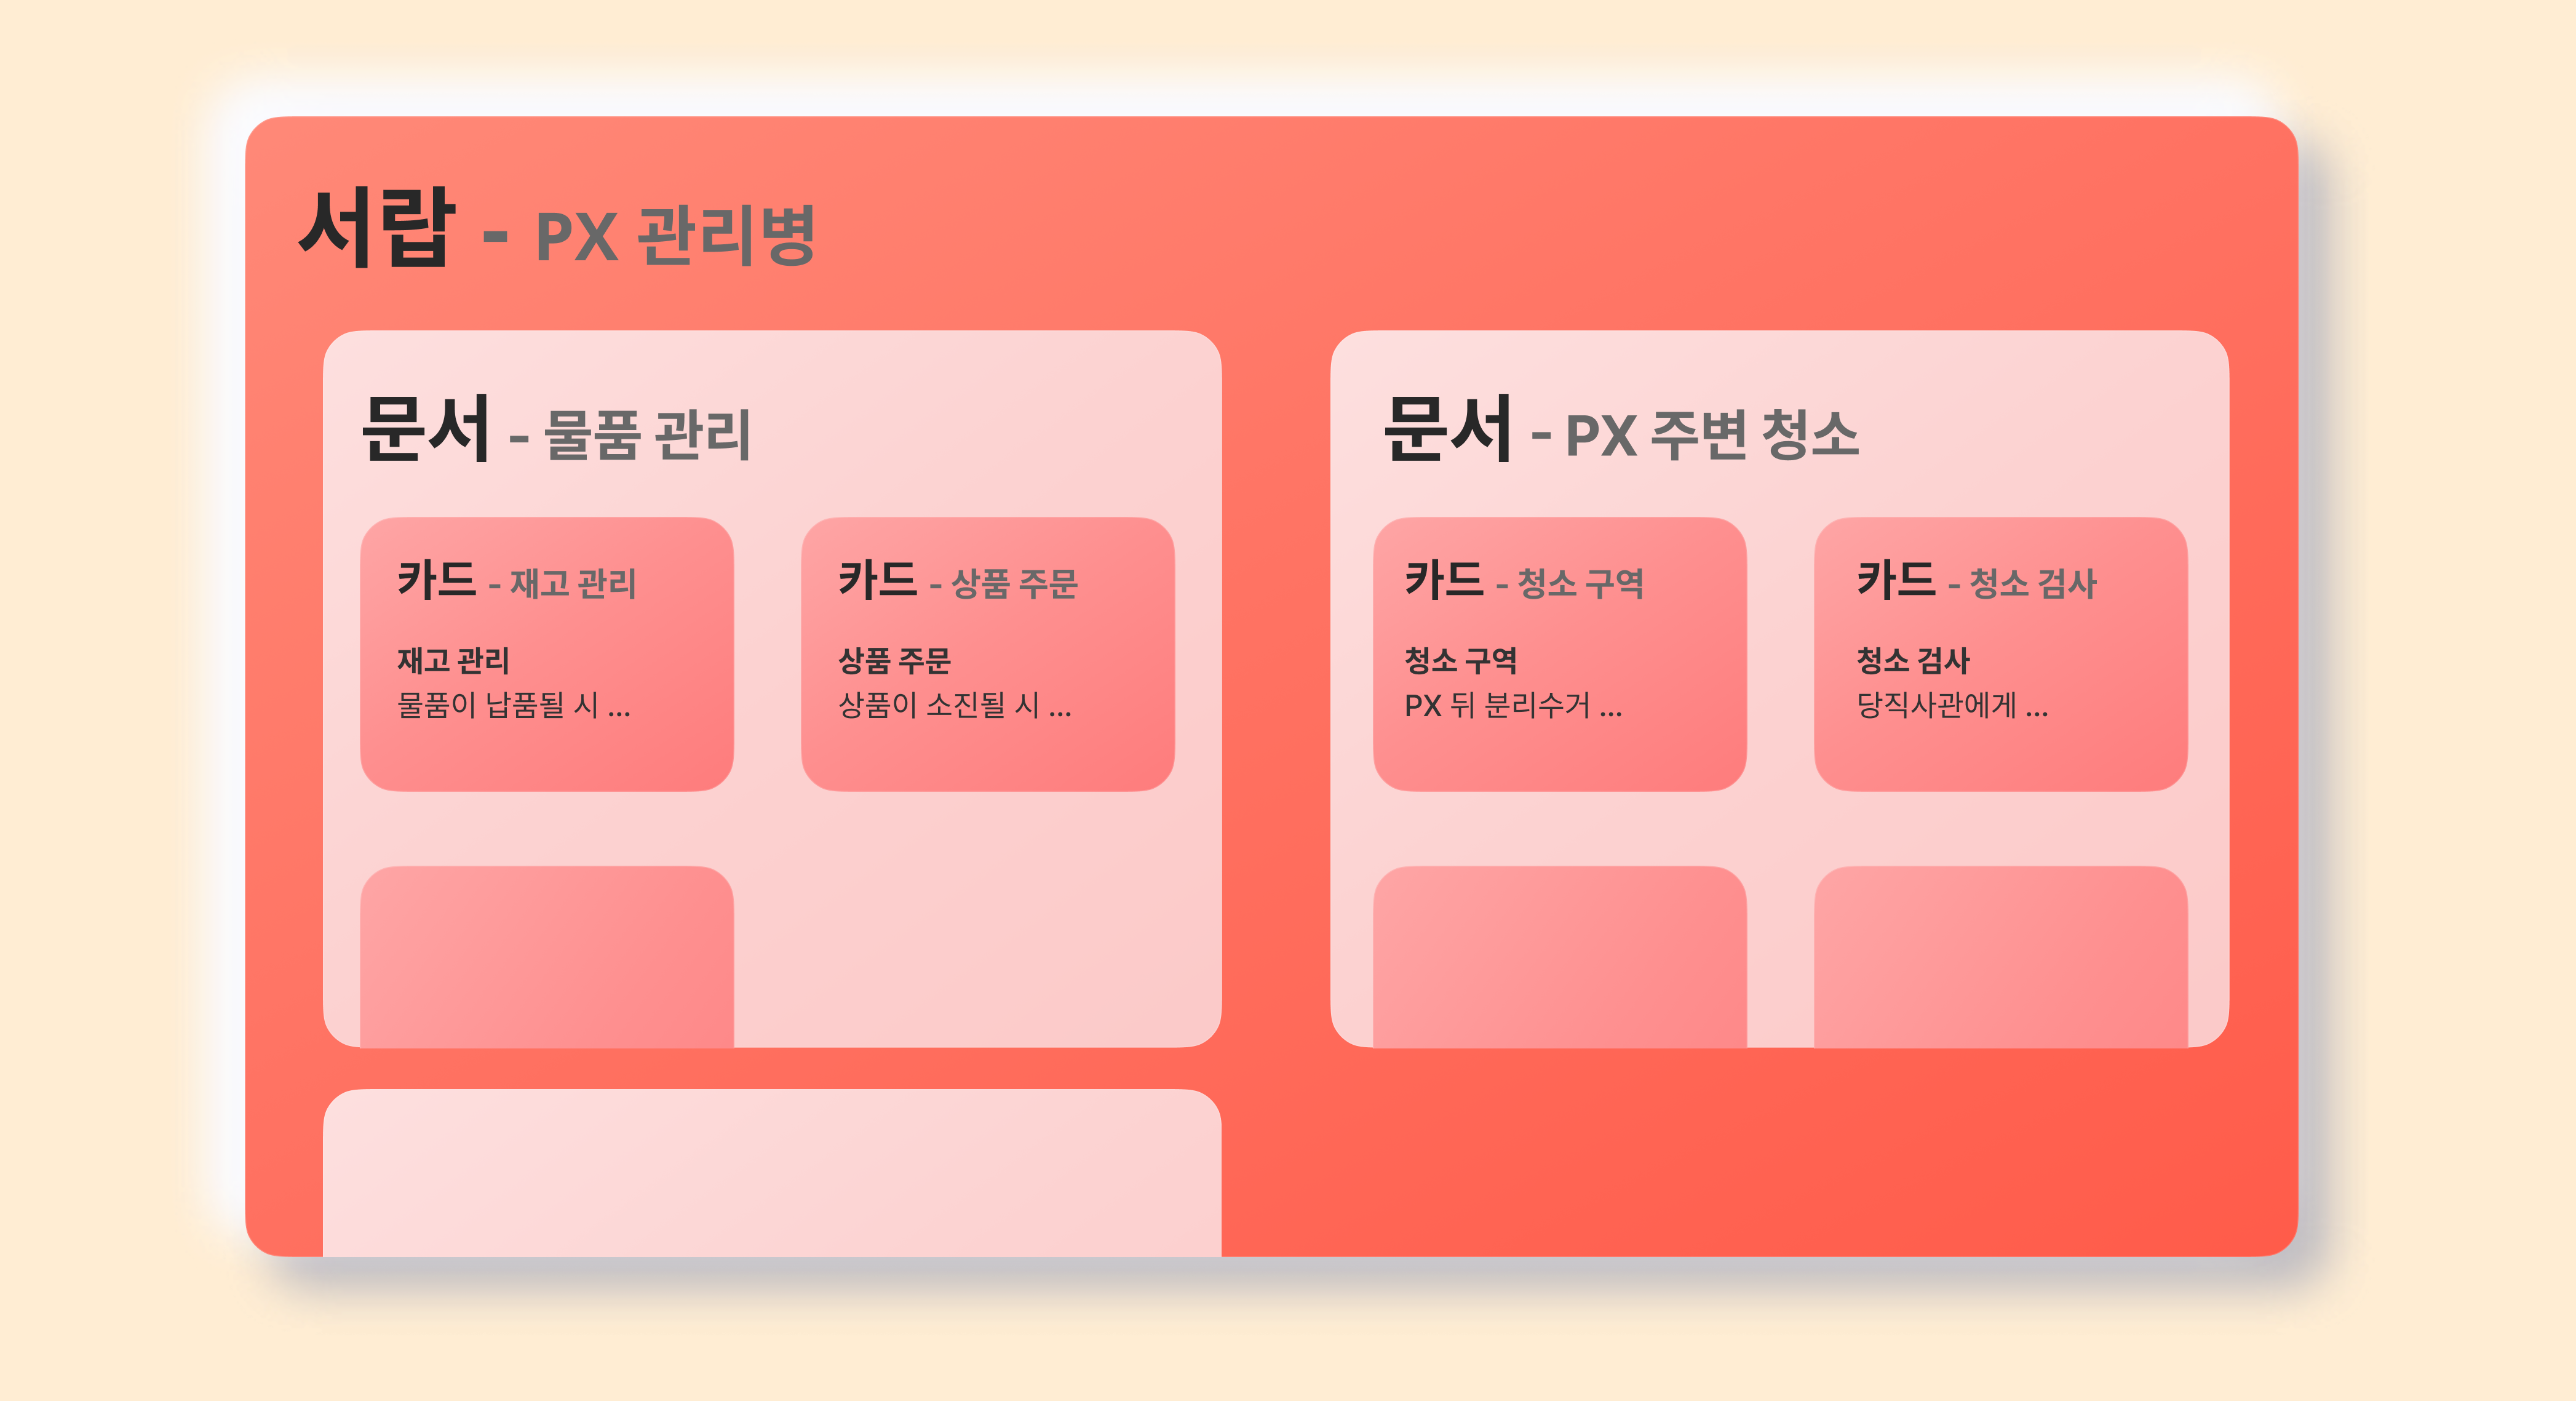 서랍 - PX 관리병
문서 - 물품 관리
카드 - 재고 관리
재고 관리
물품이 납품될 시 ...
카드 - 상품 주문
상품 주문
상품이 소진될 시 ...
문서 - PX 주변 청소
카드 - 청소 구역
청소 구역
PX 뒤 분리수거 ...
카드 - 청소 검사
청소 검사
당직사관에게 ...